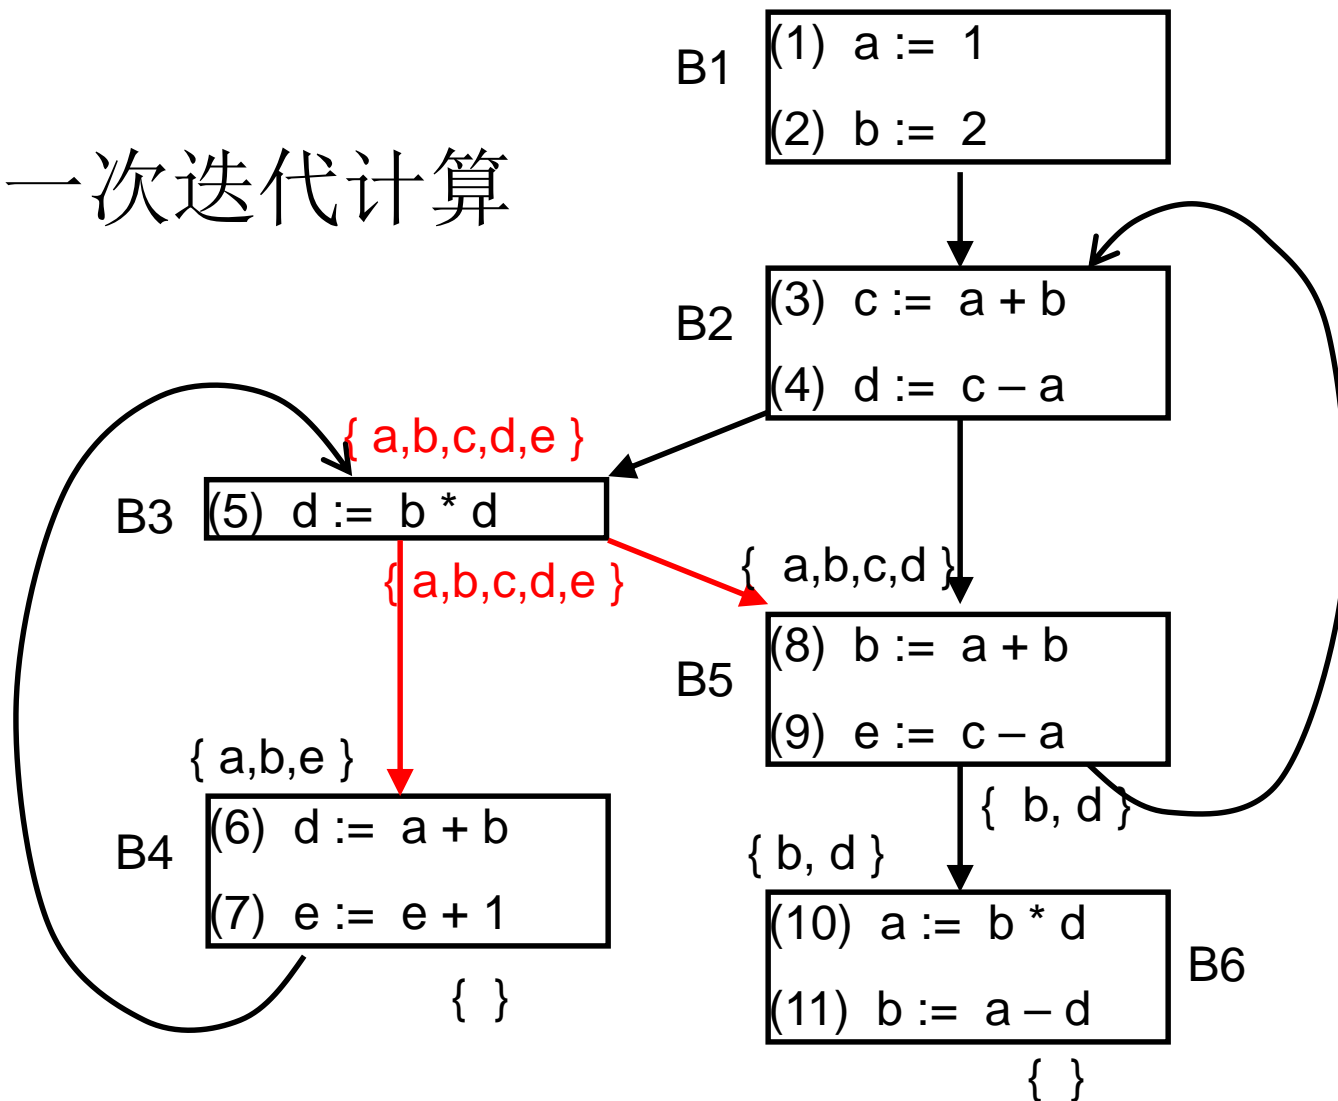 一次迭代计算
B1
(1) a := 1
(2) b := 2
B2
(3) c := a + b
(4) d := c – a
{ a,b,c,d,e }
B3
(5) d := b * d
{ a,b,c,d,e }
{ a,b,c,d }
B5
(8) b := a + b
(9) e := c – a
{ b, d }
{ a,b,e }
B4
(6) d := a + b
(7) e := e + 1
{ }
{ b, d }
(10) a := b * d
(11) b := a – d
B6
{ }